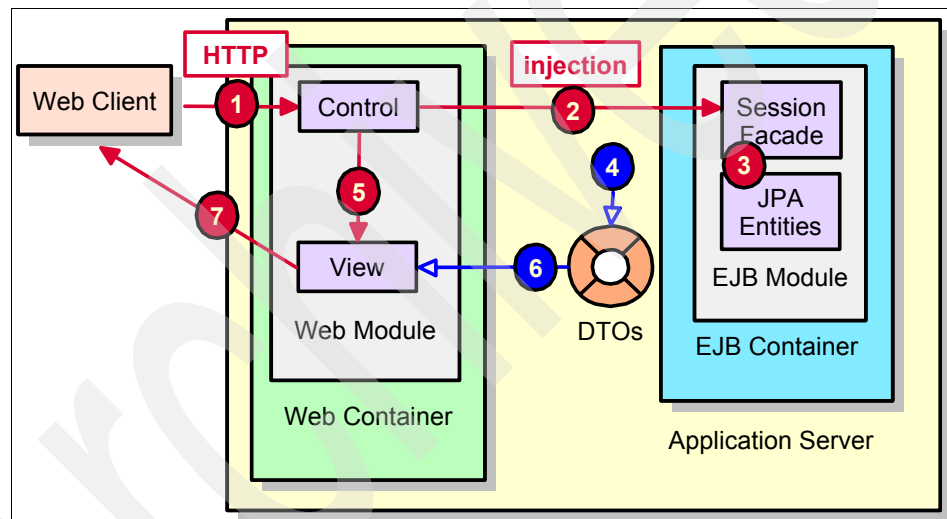 HTTP
injection
Web Client
1
Control
2
Session
Facade
3
4
JPA
Entities
5
7
View
6
EJB Module
Web Module
DTOs
EJB Container
Web Container
Application Server